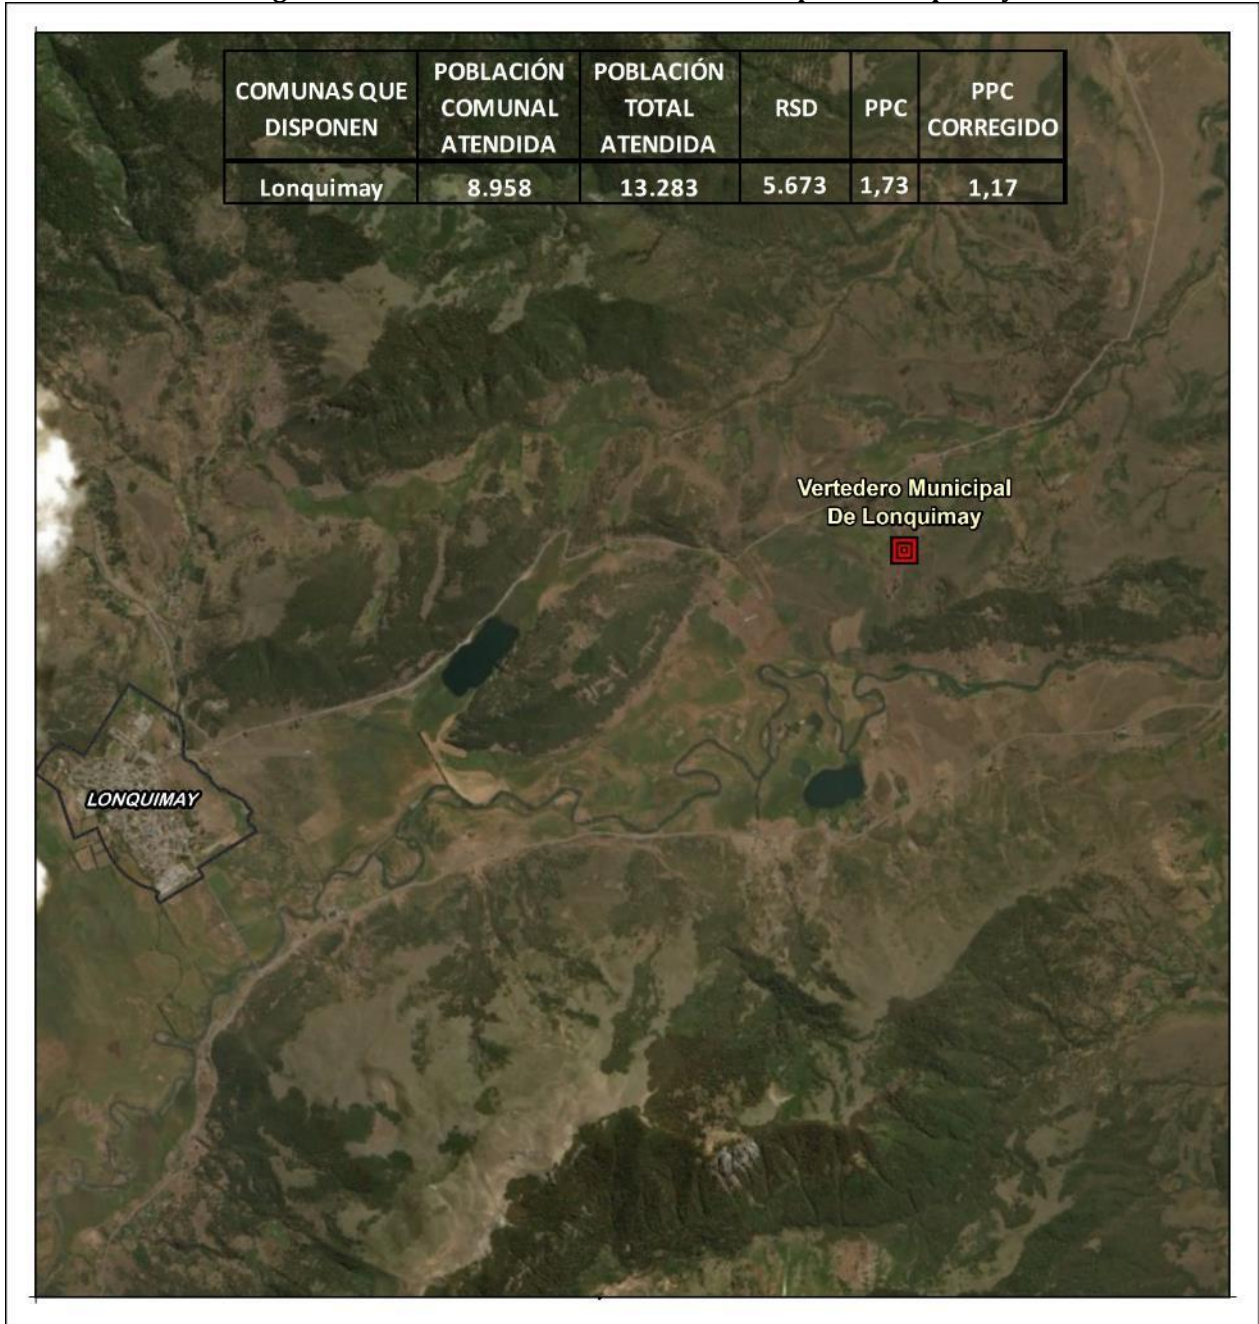 COMUNAS QUE DISPONEN POBLACIÓN COMUNAL ATENDIDA POBLACIÓN TOTAL ATENDIDA RSD PPC PPC CORREGIDO
Lonquimay 8.958 13.283 5.673 1,73 1,17
Vertedero Municipal
De Lonquimay
LONQUIMAY